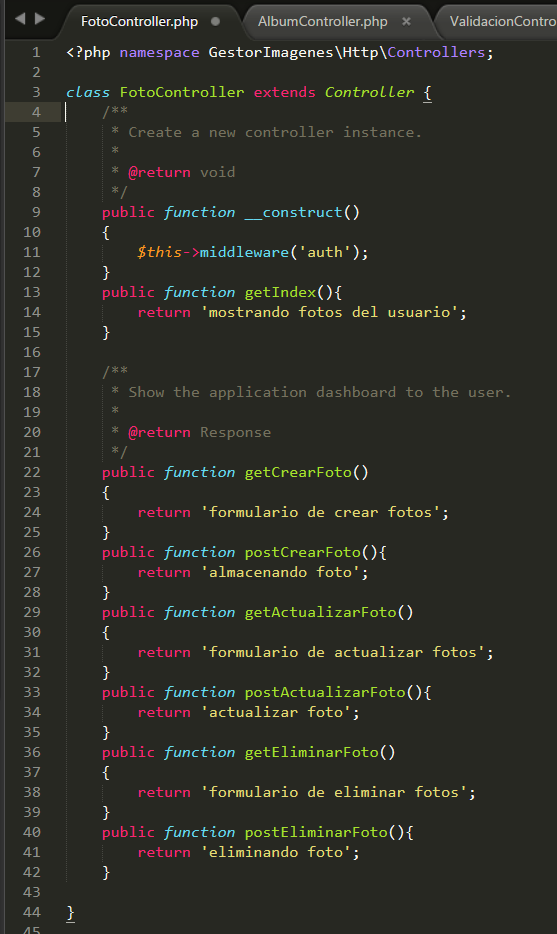 FotoController.php AlbumController.php × ValidacionContro
1 <?php namespace GestorImagenes\Http\Controllers;
2
3 class FotoController extends Controller {
4     /**
5      * Create a new controller instance.
6      *
7      * @return void
8      */
9     public function __construct()
10     {
11         $this->middleware('auth');
12     }
13     public function getIndex(){
14         return 'mostrando fotos del usuario';
15     }
16
17     /**
18      * Show the application dashboard to the user.
19      *
20      * @return Response
21      */
22     public function getCrearFoto()
23     {
24         return 'formulario de crear fotos';
25     }
26     public function postCrearFoto(){
27         return 'almacenando foto';
28     }
29     public function getActualizarFoto()
30     {
31         return 'formulario de actualizar fotos';
32     }
33     public function postActualizarFoto(){
34         return 'actualizar foto';
35     }
36     public function getEliminarFoto()
37     {
38         return 'formulario de eliminar fotos';
39     }
40     public function postEliminarFoto(){
41         return 'eliminando foto';
42     }
43
44 }
45